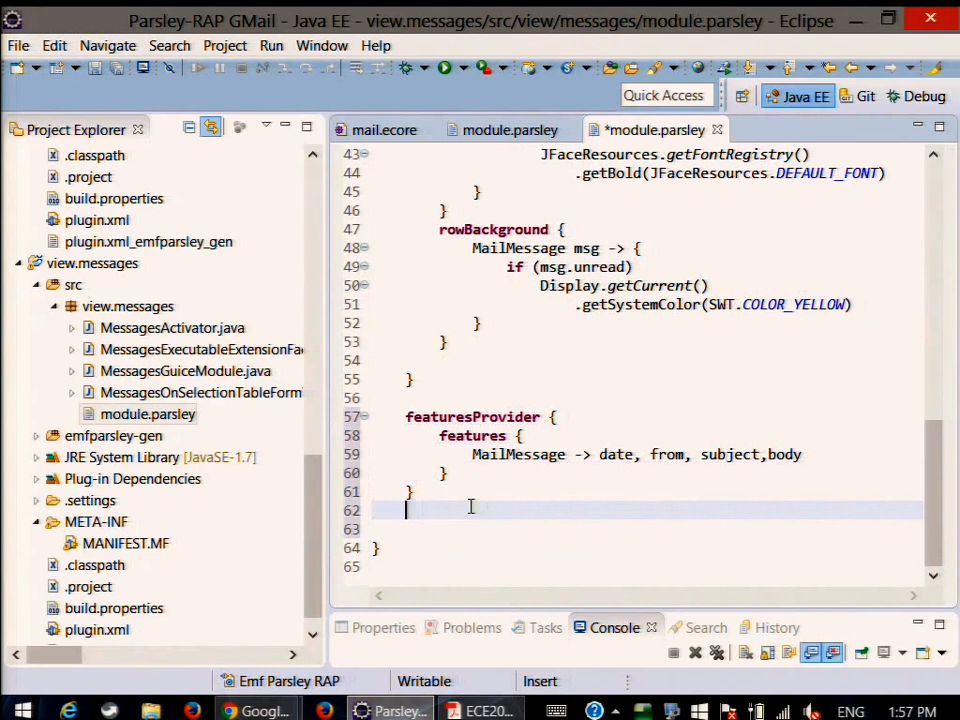 Parsley-RAP GMail - Java EE - view.messages/src/view/messages/module.parsley - Eclipse
File Edit Navigate Search Project Run Window Help
Quick Access
Java EE
Git
Debug
Project Explorer
.classpath
.project
build.properties
plugin.xml
plugin.xml_emfparsley_gen
view.messages
src
view.messages
MessagesActivator.java
MessagesExecutableExtensionFa
MessagesGuiceModule.java
MessagesOnSelectionTableForm
module.parsley
emfparsley-gen
JRE System Library [JavaSE-1.7]
Plug-in Dependencies
.settings
META-INF
MANIFEST.MF
.classpath
.project
build.properties
plugin.xml
mail.ecore
module.parsley
*module.parsley
43 JFaceResources.getFontRegistry()
44 .getBold(JFaceResources.DEFAULT_FONT)
45 }
46 }
47 rowBackground {
48 MailMessage msg -> {
49 if (msg.unread)
50 Display.getCurrent()
51 .getSystemColor(SWT.COLOR_YELLOW)
52 }
53 }
54
55 }
56
57 featuresProvider {
58 features {
59 MailMessage -> date, from, subject,body
60 }
61 }
62
63
64 }
65
Properties
Problems
Tasks
Console
Search
History
Emf Parsley RAP
Writable
Insert
Googl...
Parsley...
ECE20...
ENG
1:57 PM